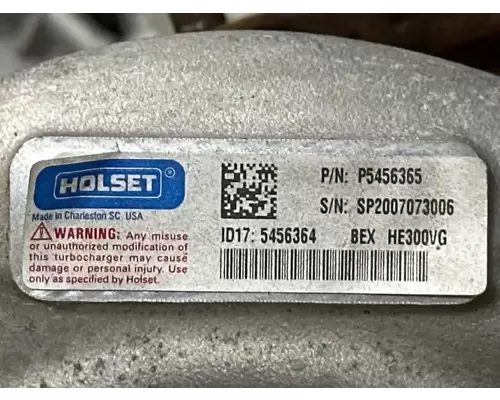 HOLSET ®
Made in Charleston SC USA
WARNING: Any misuse
or unauthorized modification of
this turbocharger may cause
damage or personal injury. Use
only as specified by Holset.
P/N: P5456365
S/N: SP2007073006
ID17: 5456364 BEX HE300VG